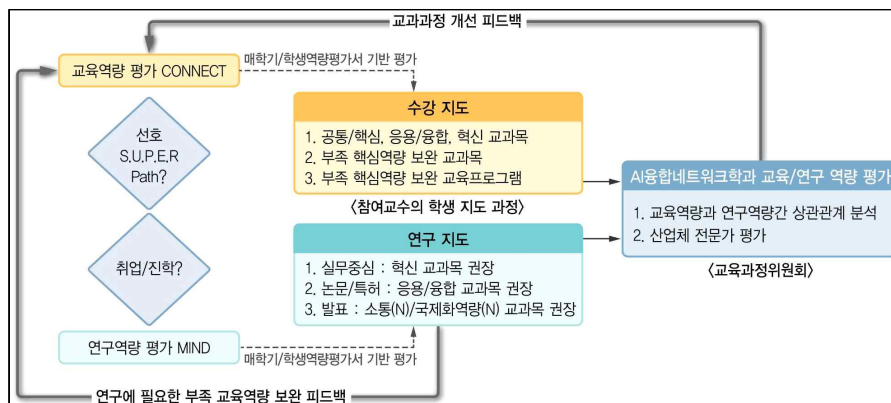 교과과정 개선 피드백
교육역량 평가 CONNECT
매학기/학생역량평가서 기반 평가
선호
S.U.P.E.R
Path?
취업/진학?
연구역량 평가 MIND
수강 지도
1. 공통/핵심, 응용/융합, 혁신 교과목
2. 부족 핵심역량 보완 교과목
3. 부족 핵심역량 보완 교육프로그램
<참여교수의 학생 지도 과정>
연구 지도
1. 실무중심 : 혁신 교과목 권장
2. 논문/특허 : 응용/융합 교과목 권장
3. 발표 : 소통(N)/국제화역량(N) 교과목 권장
매학기/학생역량평가서 기반 평가
AI융합네트워크학과 교육/연구 역량 평가
1. 교육역량과 연구역량간 상관관계 분석
2. 산업체 전문가 평가
<교육과정위원회>
연구에 필요한 부족 교육역량 보완 피드백